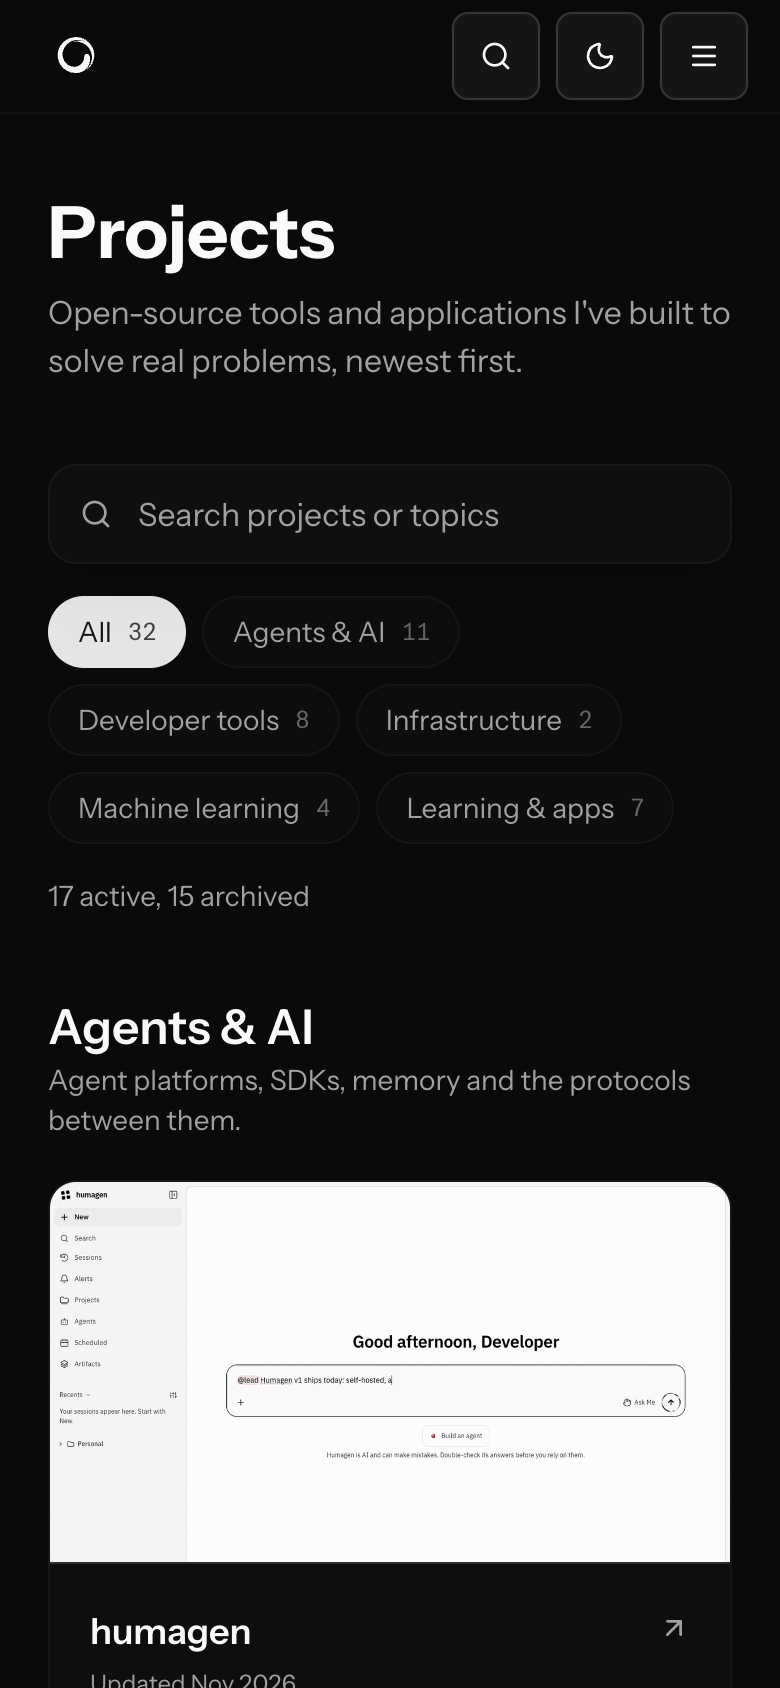 Projects
Open-source tools and applications I've built to
solve real problems, newest first.
Search projects or topics
All 32
Agents & AI 11
Developer tools 8
Infrastructure 2
Machine learning 4
Learning & apps 7
17 active, 15 archived
Agents & AI
Agent platforms, SDKs, memory and the protocols
between them.
humagen
New
Search
Sessions
Alerts
Projects
Agents
Scheduled
Artifacts
Recents
Your sessions appear here. Start with
New.
Personal
Good afternoon, Developer
@lead Humagen v1 ships today: self-hosted, a
Ask Me
Build an agent
Humagen is AI and can make mistakes. Double-check its answers before you rely on them.
humagen
Updated Nov 2026